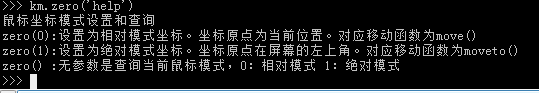 >>> km.zero('help')
鼠标坐标模式设置和查询
zero(0):设置为相对模式坐标。坐标原点为当前位置。对应移动函数为move()
zero(1):设置为绝对模式坐标。坐标原点在屏幕的左上角。对应移动函数为moveto()
zero() :无参数是查询当前鼠标模式，0: 相对模式 1: 绝对模式
>>>